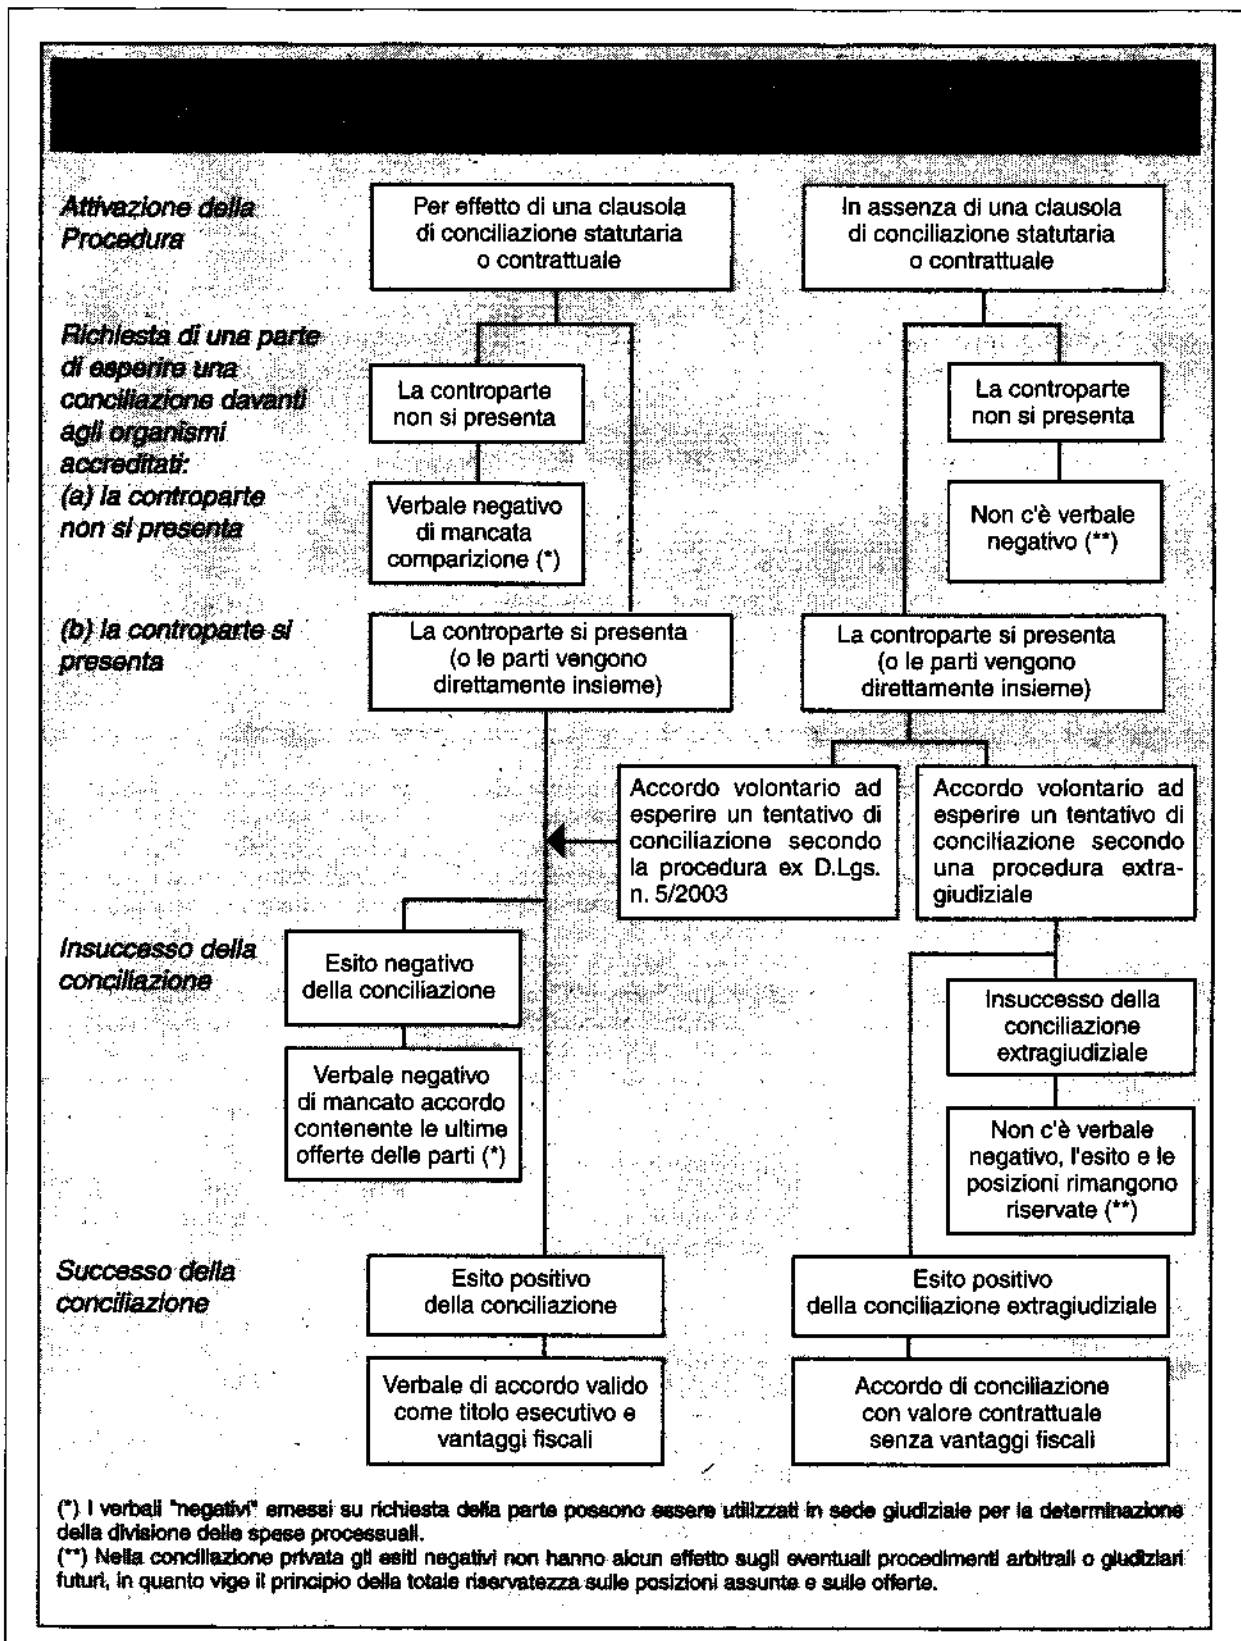 Attivazione della
Procedura
Per effetto di una clausola
di conciliazione statutaria
o contrattuale
In assenza di una clausola
di conciliazione statutaria
o contrattuale
Richiesta di una parte
di esperire una
conciliazione davanti
agli organismi
accreditati:
(a) la controparte
non si presenta
La controparte
non si presenta
La controparte
non si presenta
Verbale negativo
di mancata
comparizione (*)
Non c'è verbale
negativo (**)
(b) la controparte si
presenta
La controparte si presenta
(o le parti vengono
direttamente insieme)
La controparte si presenta
(o le parti vengono
direttamente insieme)
Accordo volontario ad
esperire un tentativo di
conciliazione secondo
la procedura ex D.Lgs.
n. 5/2003
Accordo volontario ad
esperire un tentativo di
conciliazione secondo
una procedura extra-
giudiziale
Insuccesso della
conciliazione
Esito negativo
della conciliazione
Insuccesso della
conciliazione
extragiudiziale
Verbale negativo
di mancato accordo
contenente le ultime
offerte delle parti (*)
Non c'è verbale
negativo, l'esito e le
posizioni rimangono
riservate (**)
Successo della
conciliazione
Esito positivo
della conciliazione
Esito positivo
della conciliazione extragiudiziale
Verbale di accordo valido
come titolo esecutivo e
vantaggi fiscali
Accordo di conciliazione
con valore contrattuale
senza vantaggi fiscali
(*) I verbali "negativi" emessi su richiesta della parte possono essere utilizzati in sede giudiziale per la determinazione
della divisione delle spese processuali.
(**) Nella conciliazione privata gli esiti negativi non hanno alcun effetto sugli eventuali procedimenti arbitrali o giudiziari
futuri, in quanto vige il principio della totale riservatezza sulle posizioni assunte e sulle offerte.